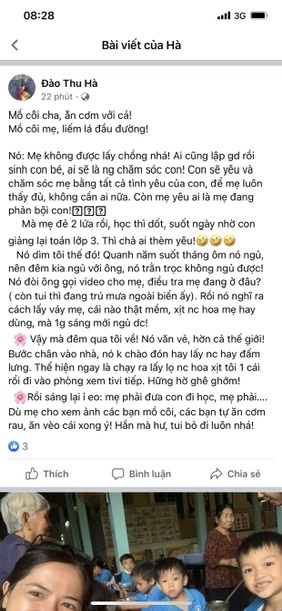 08:28
3G
Bài viết của Hà
Đào Thu Hà
22 phút ·
Mồ côi cha, ăn cơm với cá!
Mồ côi mẹ, liếm lá đầu đường!
Nó: Mẹ không được lấy chồng nhá! Ai cũng lập gd rồi
sinh con bé, ai sẽ là ng chăm sóc con! Con sẽ yêu và
chăm sóc mẹ bằng tất cả tình yêu của con, để mẹ luôn
thấy đủ, không cần ai nữa. Còn mẹ yêu ai là mẹ đang
phản bội con!
Mà mẹ đẻ 2 lứa rồi, học thì dốt, suốt ngày nhờ con
giảng lại toán lớp 3. Thì chả ai thèm yêu!🤣🤣🤣
Nó dìm tôi thế đó! Quanh năm suốt tháng ôm nó ngủ,
nên đêm kia ngủ với ông, nó trằn trọc không ngủ được!
Nó đòi ông gọi video cho mẹ, điều tra mẹ đang ở đâu?
( còn tui thì đang trú mưa ngoài biển ấy). Rồi nó nghĩ ra
cách lấy váy mẹ, cái nào thật mềm, xịt nc hoa mẹ hay
dùng, mà 1g sáng mới ngủ dc!
🌸 Vậy mà đêm qua tôi về! Nó văn vẻ, hờn cả thế giới!
Bước chân vào nhà, nó k chào đón hay lấy nc hay đấm
lưng. Thể hiện ngay là chạy ra lấy lọ nc hoa xịt tôi 1 cái
rồi đi vào phòng xem tivi tiếp. Hững hờ ghê ghớm!
🌸Rồi sáng lại ì eo: mẹ phải đưa con đi học, mẹ phải....
Dù mẹ cho xem ảnh các bạn mồ côi, các bạn tự ăn cơm
rau, ăn vèo cái xong ý! Hắn mà hư, tui bỏ đi luôn nhá!
3
Thích
Bình luận
Chia sẻ